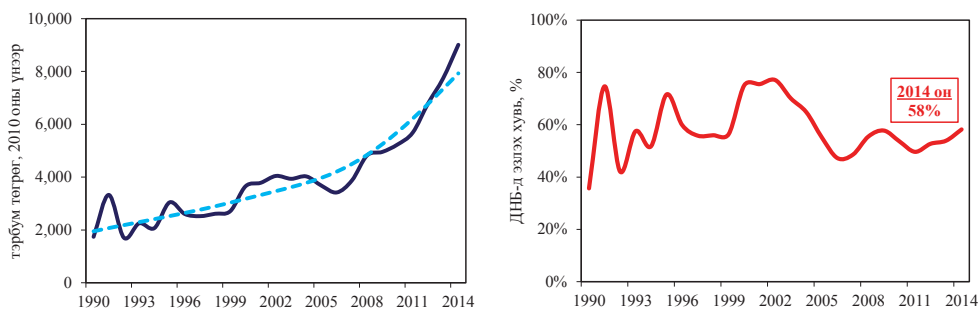 тэрбум төгрөг, 2010 оны үнээр
10,000
8,000
6,000
4,000
2,000
0
1990 1993 1996 1999 2002 2005 2008 2011 2014
ДНБ-д эзлэх хувь, %
100%
80%
60%
40%
20%
0%
2014 он
58%
1990 1993 1996 1999 2002 2005 2008 2011 2014